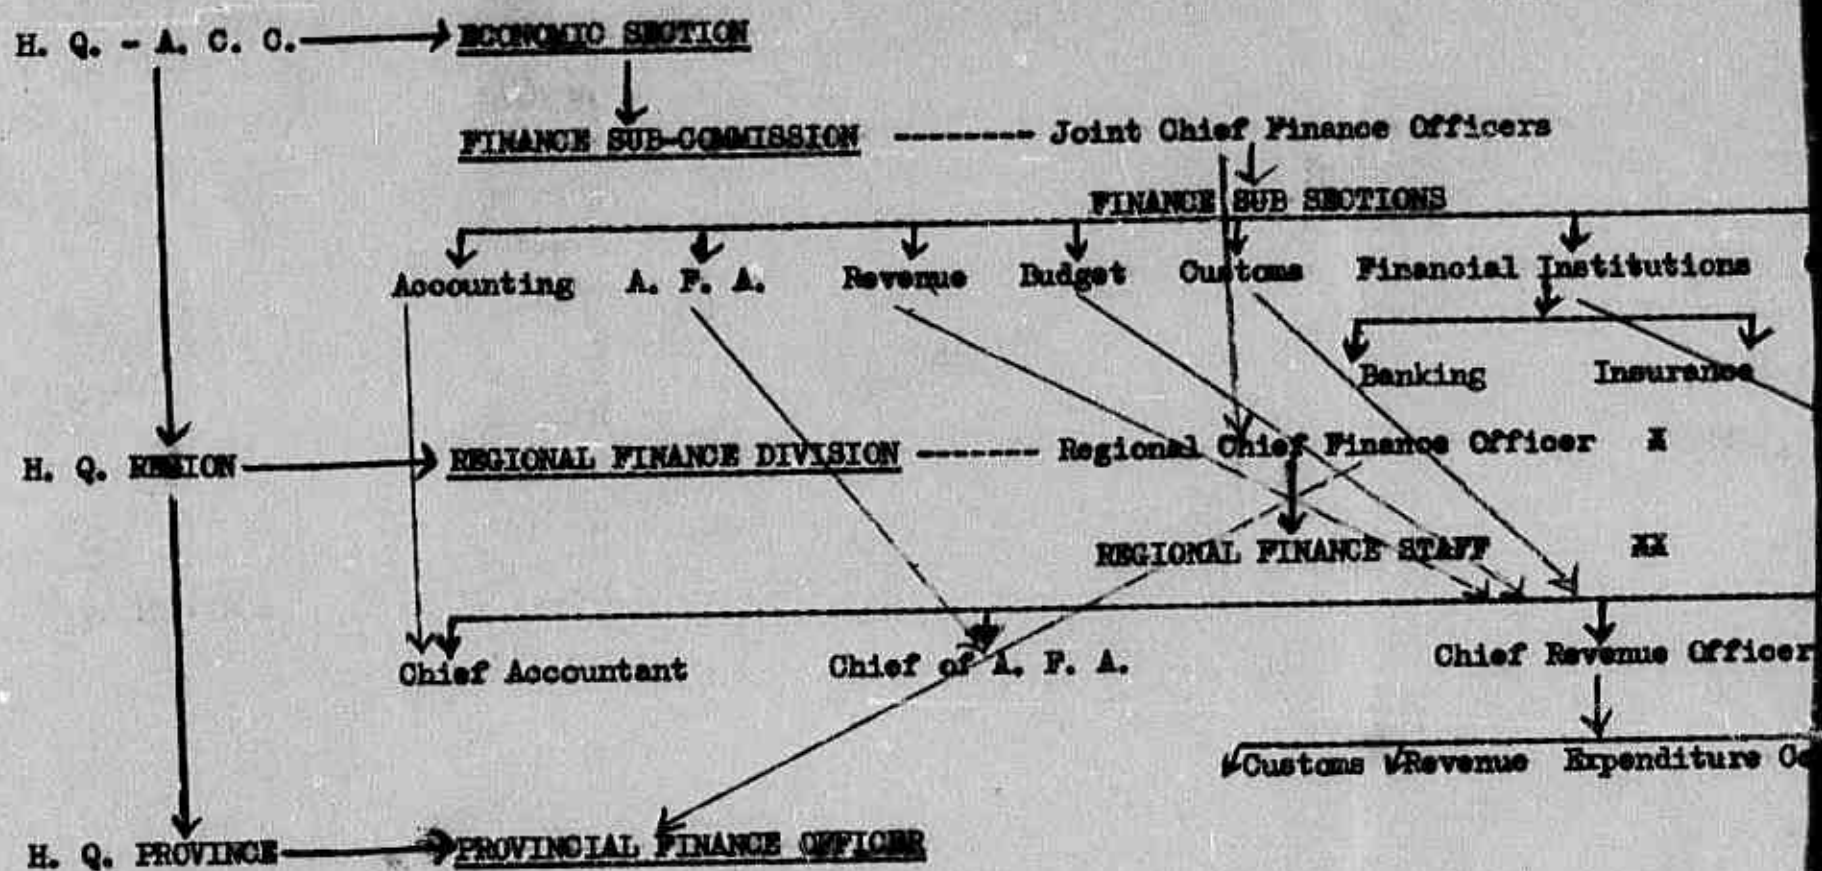 H. Q. - A. C. C. ECONOMIC SECTION
FINANCE SUB-COMMISSION -------- Joint Chief Finance Officers
FINANCE SUB SECTIONS
Accounting A. F. A. Revenue Budget Customs Financial Institutions
Banking Insurance
H. Q. REGION REGIONAL FINANCE DIVISION ------- Regional Chief Finance Officer X
REGIONAL FINANCE STAFF XX
Chief Accountant Chief of A. F. A. Chief Revenue Officer
Customs Revenue Expenditure
H. Q. PROVINCE PROVINCIAL FINANCE OFFICER